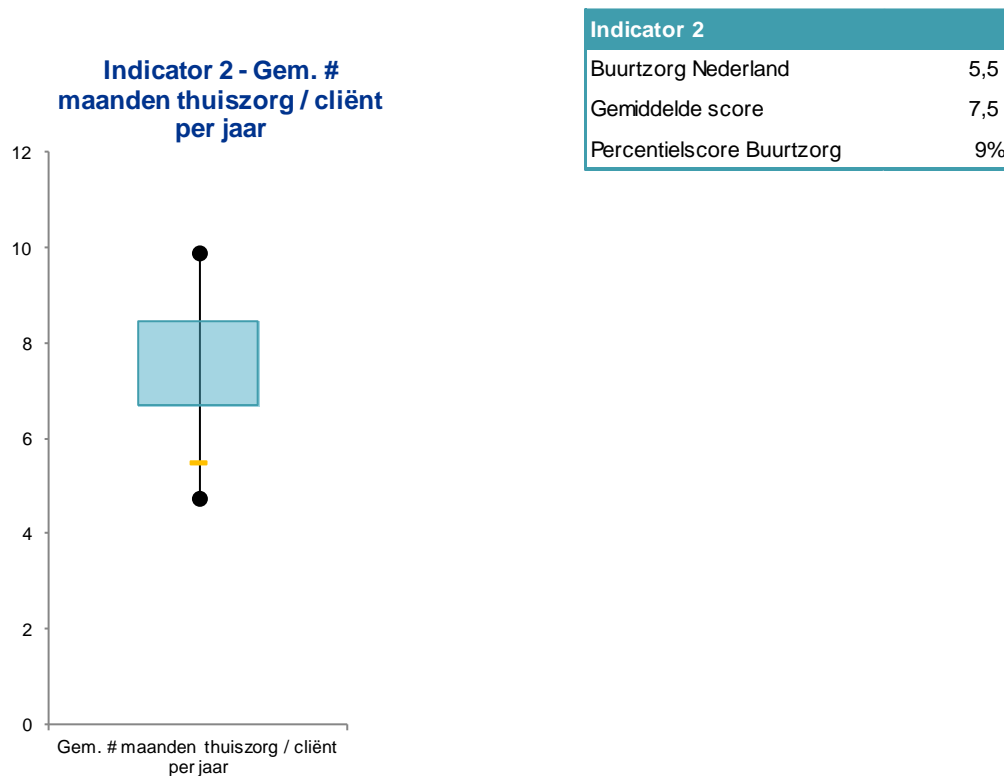 Indicator 2 - Gem. #
maanden thuiszorg / cliënt
per jaar
12
10
8
6
4
2
0
Gem. # maanden thuiszorg / cliënt
per jaar
Indicator 2
Buurtzorg Nederland 5,5
Gemiddelde score 7,5
Percentielscore Buurtzorg 9%